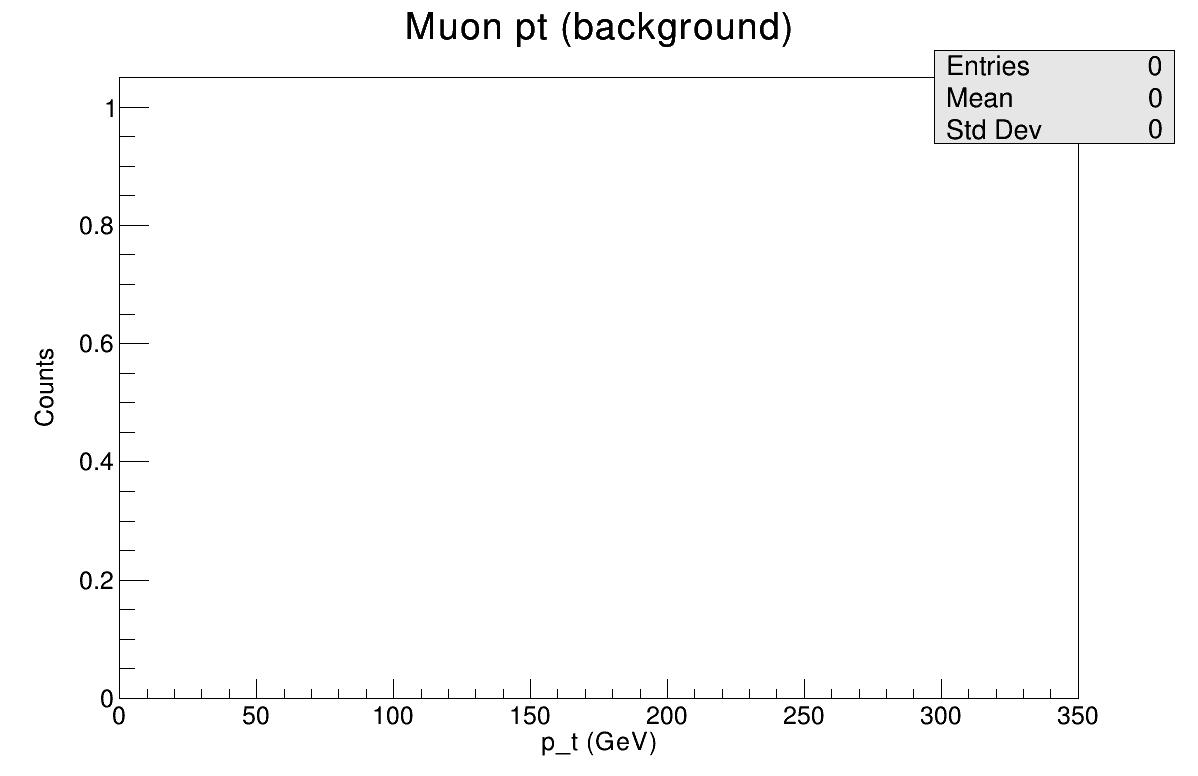 Muon pt (background)
Entries 0
Mean 0
Std Dev 0
1
0.8
0.6
0.4
0.2
0
Counts
0 50 100 150 200 250 300 350
p_t (GeV)